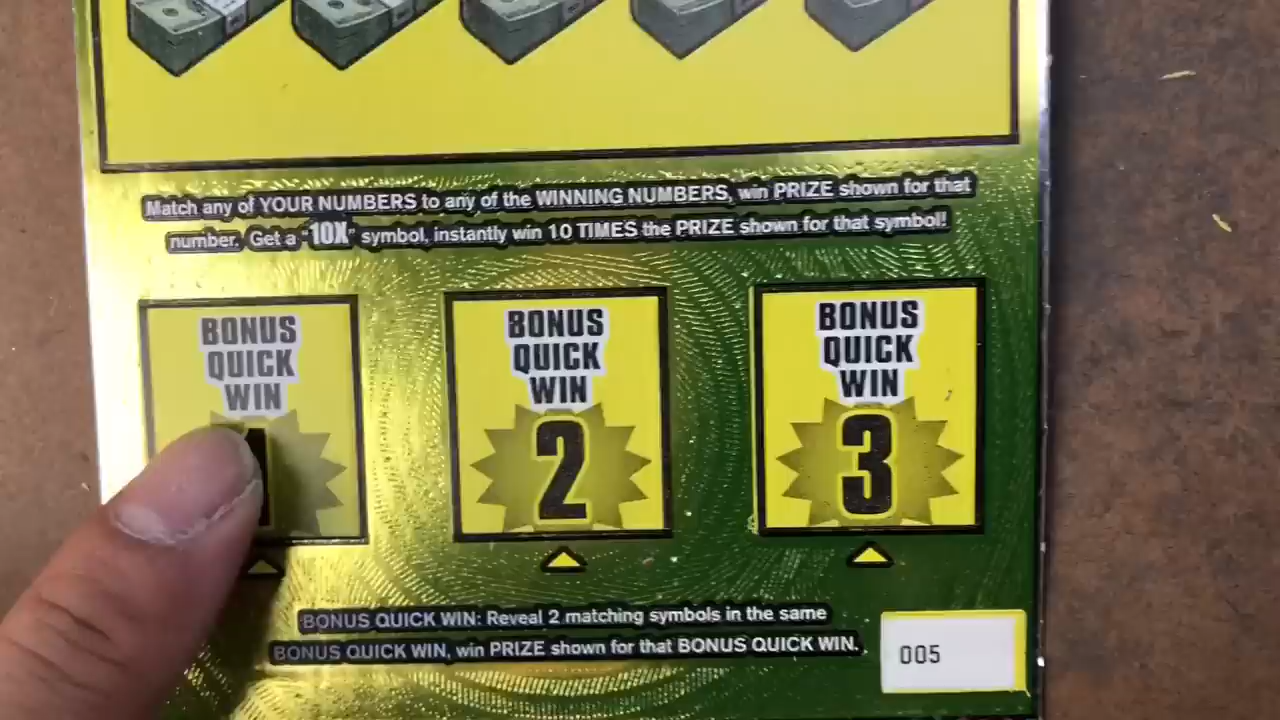 Match any of YOUR NUMBERS to any of the WINNING NUMBERS, win PRIZE shown for that
number. Get a "10X" symbol, instantly win 10 TIMES the PRIZE shown for that symbol!
BONUS
QUICK
WIN
1
BONUS
QUICK
WIN
2
BONUS
QUICK
WIN
3
BONUS QUICK WIN: Reveal 2 matching symbols in the same
BONUS QUICK WIN, win PRIZE shown for that BONUS QUICK WIN.
005